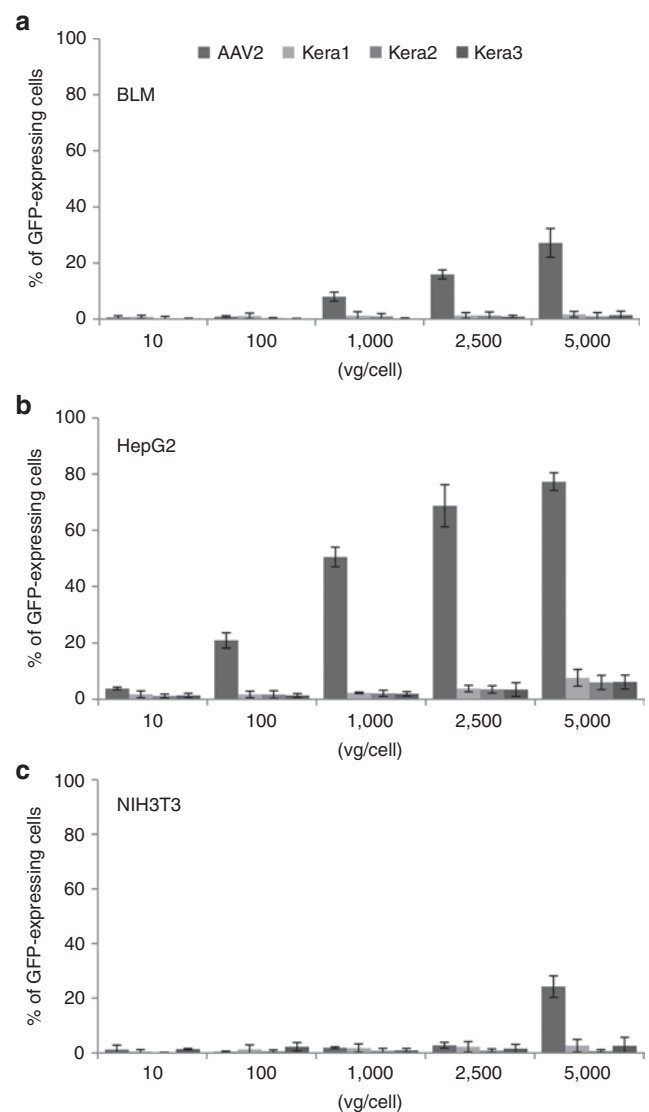 a
100
80
60
40
20
0
% of GFP-expressing cells
AAV2 Kera1 Kera2 Kera3
BLM
10 100 1,000 2,500 5,000
(vg/cell)
b
100
80
60
40
20
0
% of GFP-expressing cells
HepG2
10 100 1,000 2,500 5,000
(vg/cell)
c
100
80
60
40
20
0
% of GFP-expressing cells
NIH3T3
10 100 1,000 2,500 5,000
(vg/cell)